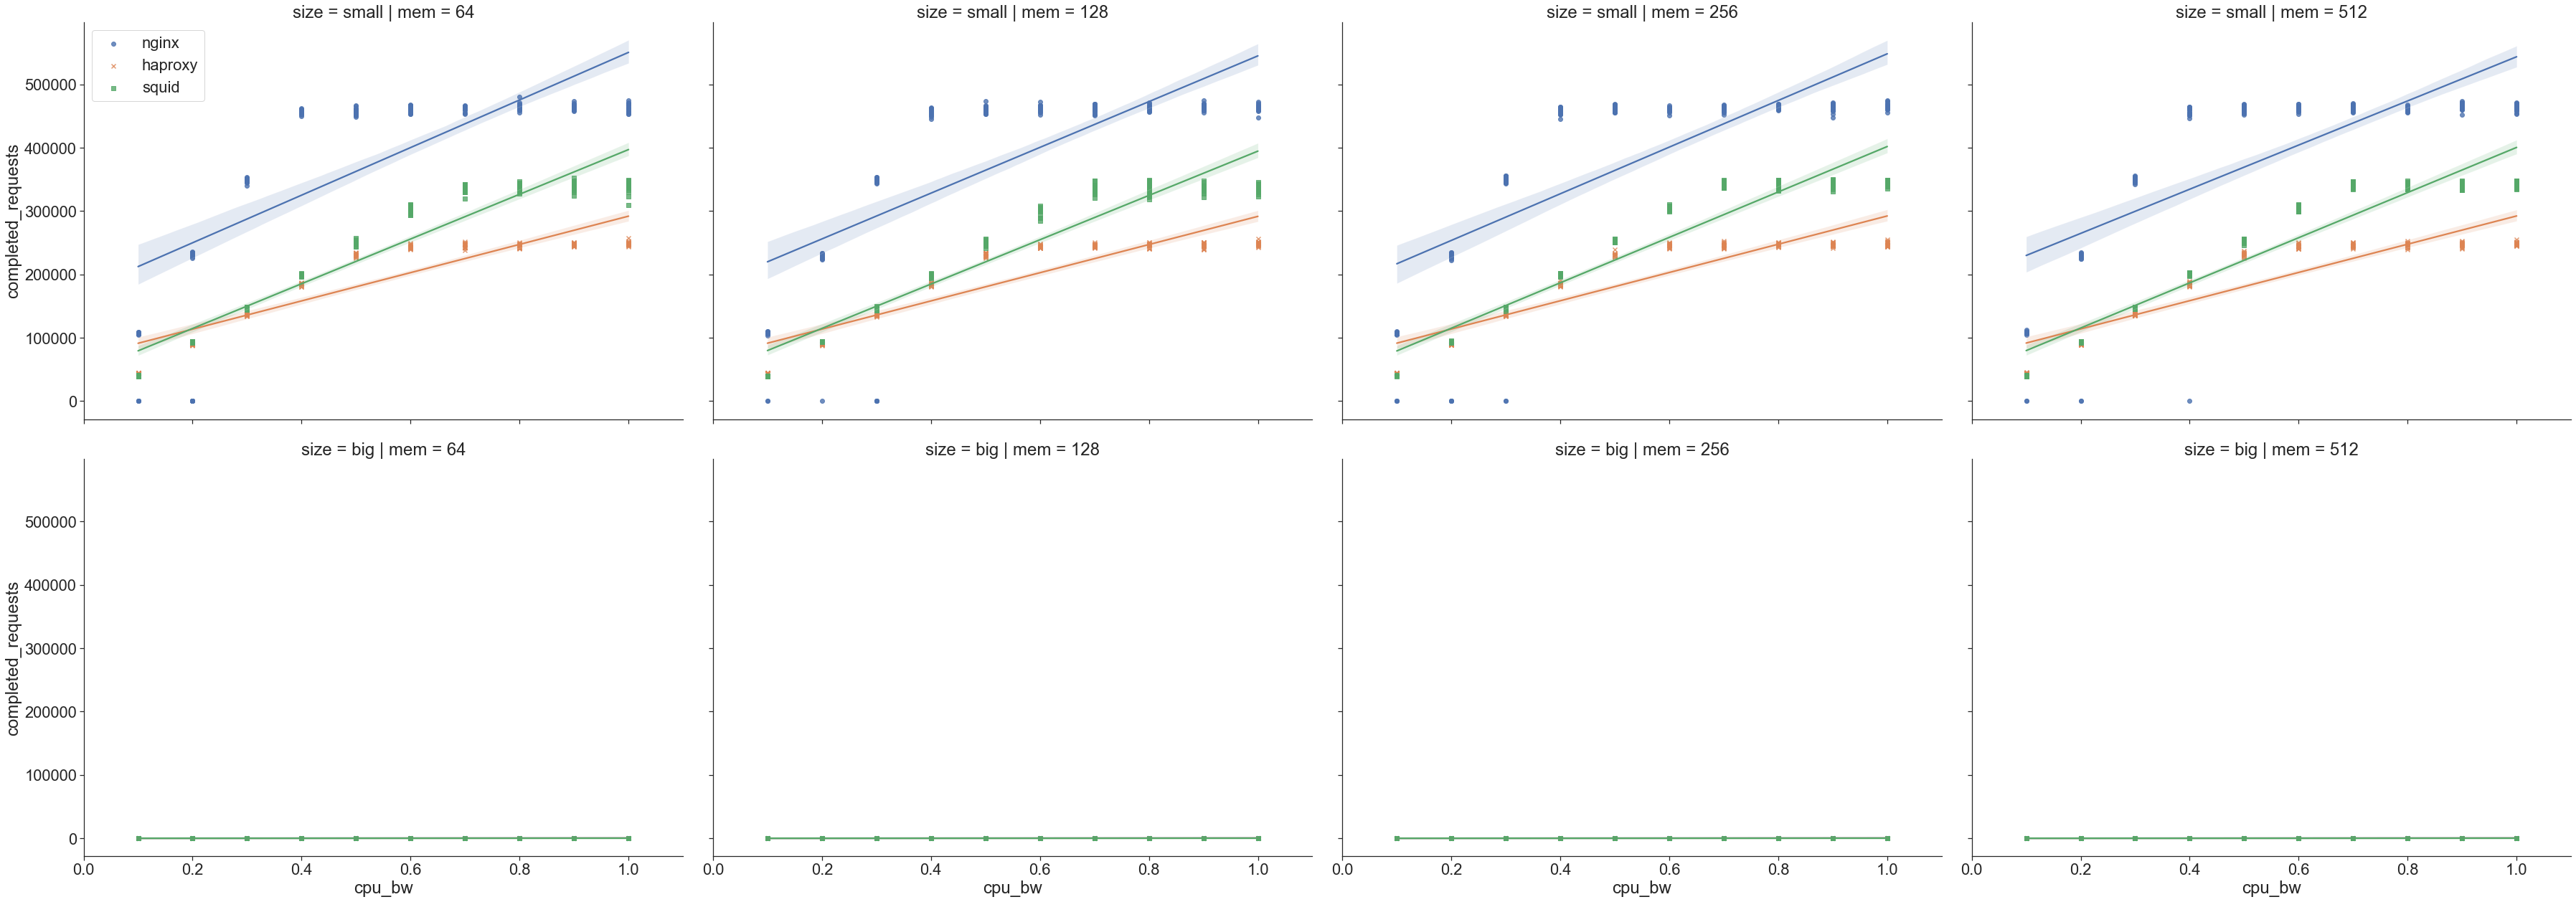 size = small | mem = 64
size = small | mem = 128
size = small | mem = 256
size = small | mem = 512
nginx
haproxy
squid
completed_requests
500000
400000
300000
200000
100000
0
size = big | mem = 64
size = big | mem = 128
size = big | mem = 256
size = big | mem = 512
completed_requests
500000
400000
300000
200000
100000
0
0.0 0.2 0.4 0.6 0.8 1.0
cpu_bw
0.0 0.2 0.4 0.6 0.8 1.0
cpu_bw
0.0 0.2 0.4 0.6 0.8 1.0
cpu_bw
0.0 0.2 0.4 0.6 0.8 1.0
cpu_bw